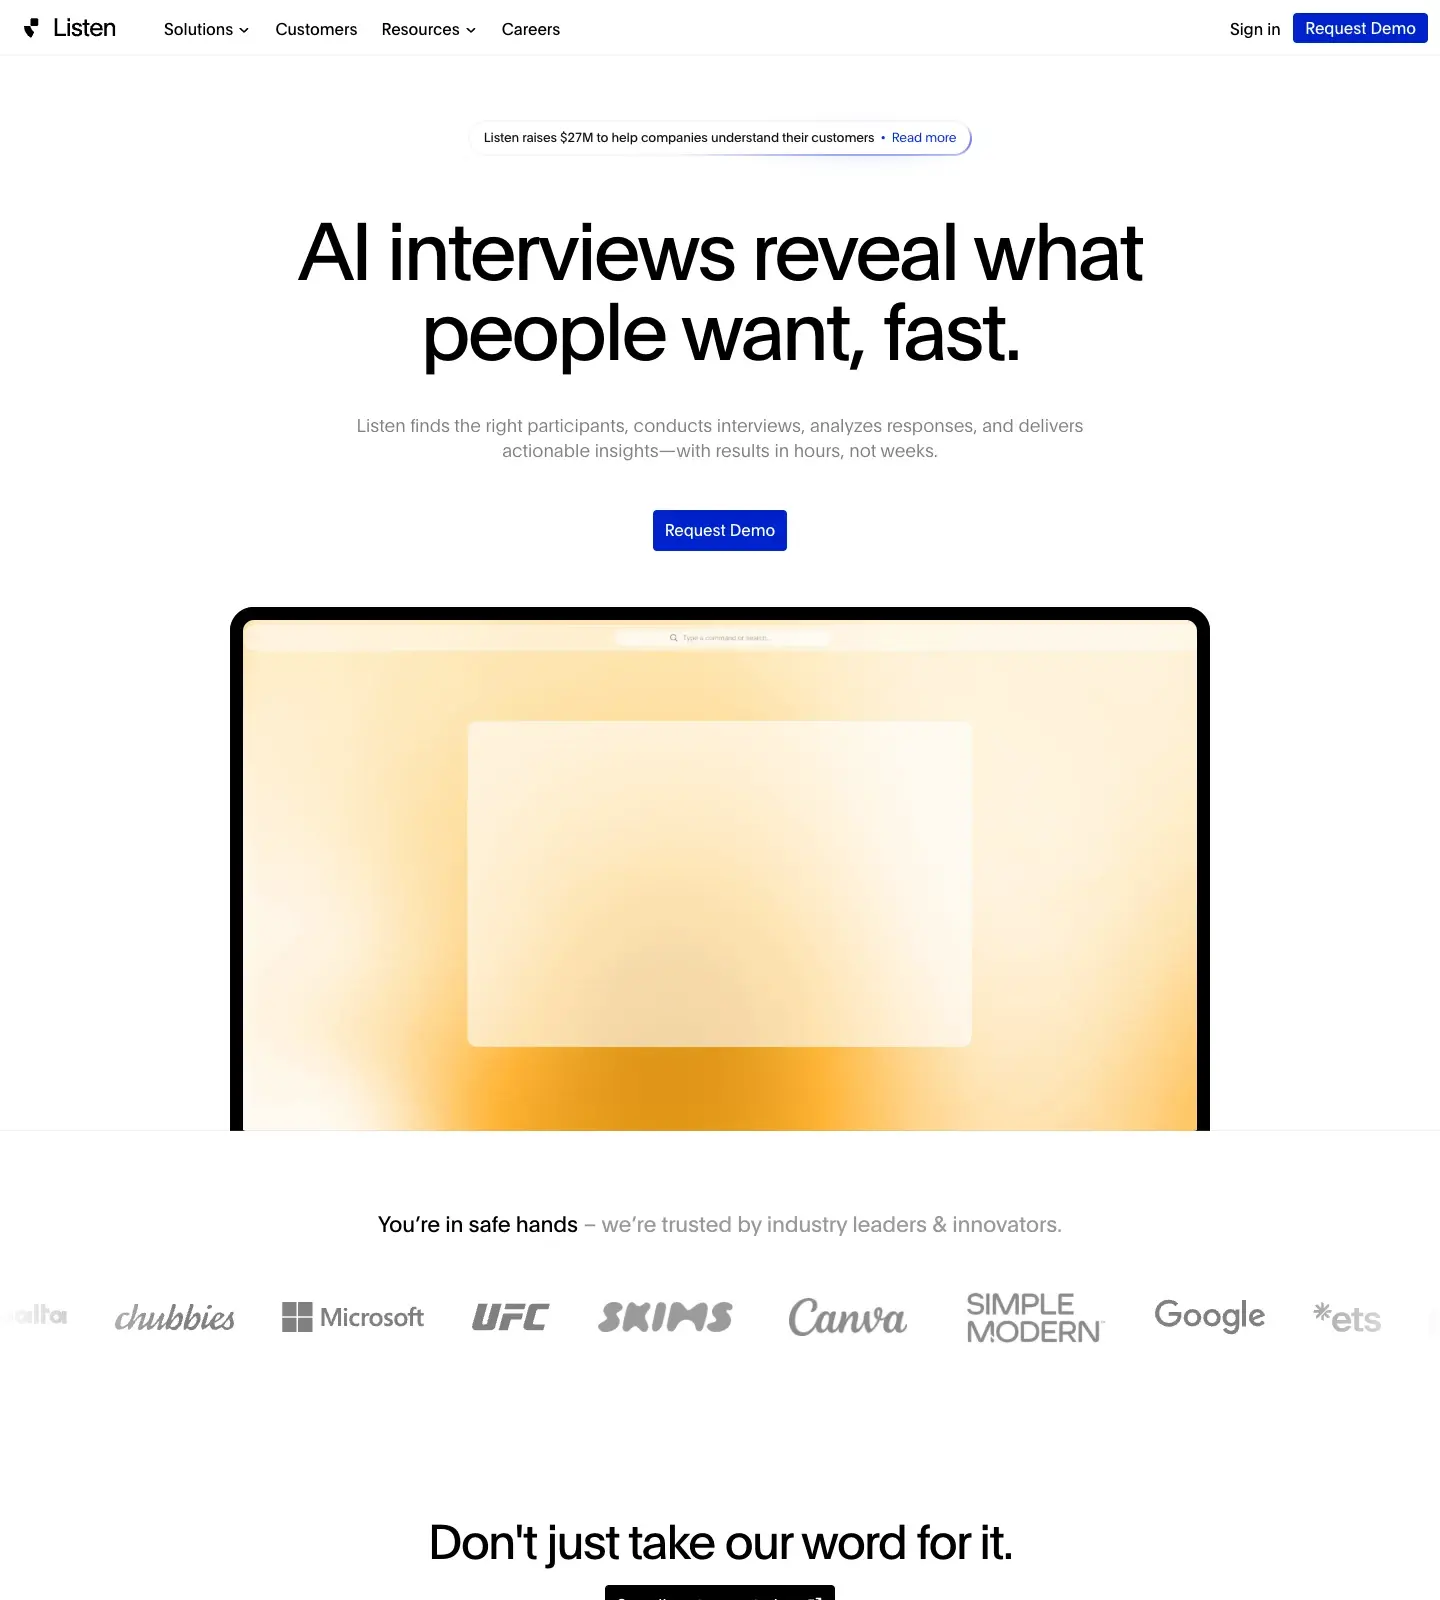 Listen
Solutions
Customers
Resources
Careers
Sign in
Request Demo
Listen raises $27M to help companies understand their customers • Read more
AI interviews reveal what
people want, fast.
Listen finds the right participants, conducts interviews, analyzes responses, and delivers
actionable insights—with results in hours, not weeks.
Request Demo
Type a command or search...
You’re in safe hands – we’re trusted by industry leaders & innovators.
chubbies
Microsoft
UFC
SKIMS
Canva
SIMPLE
MODERN
Google
*ets
Don't just take our word for it.